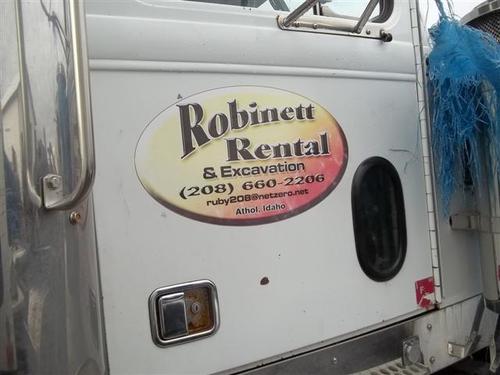 Robinett
Rental
& Excavation
(208) 660-2206
ruby208@netzero.net
Athol, Idaho